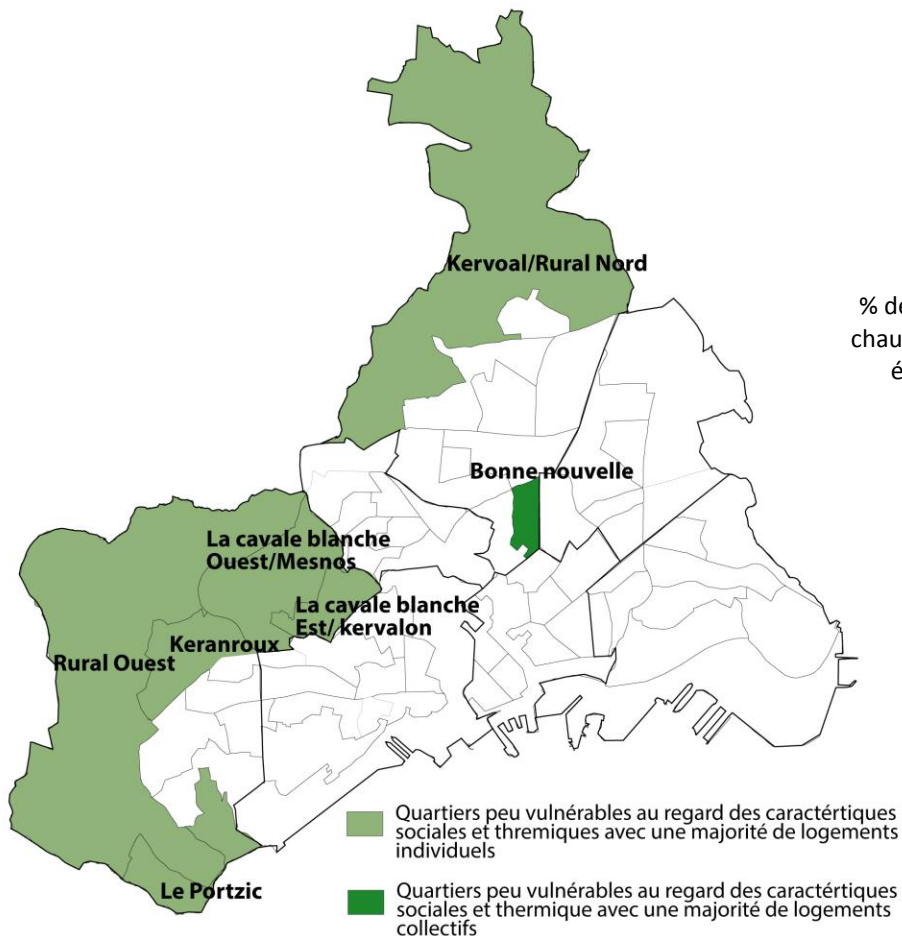 Kervoal/Rural Nord
% de
chau
é
Bonne nouvelle
La cavale blanche
Ouest/Mesnos
La cavale blanche
Est/ kervalon
Keranroux
Rural Ouest
Le Portzic
Quartiers peu vulnérables au regard des caractértiques
sociales et thremiques avec une majorité de logements
individuels
Quartiers peu vulnérables au regard des caractértiques
sociales et thermique avec une majorité de logements
collectifs